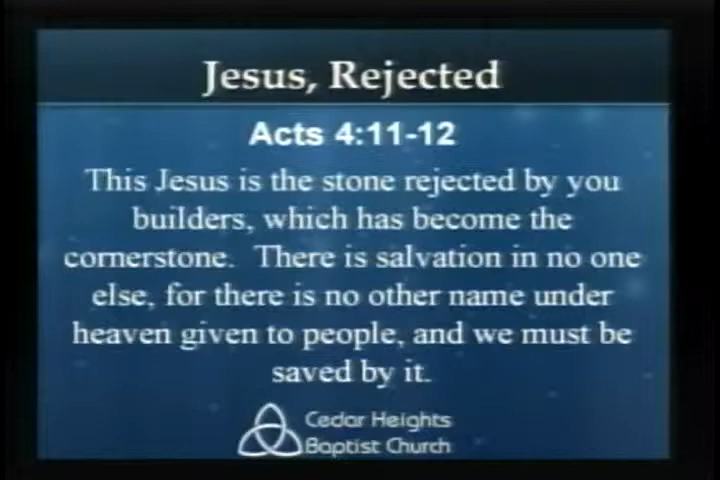 Jesus, Rejected
Acts 4:11-12
This Jesus is the stone rejected by you
builders, which has become the
cornerstone. There is salvation in no one
else, for there is no other name under
heaven given to people, and we must be
saved by it.
Cedar Heights
Baptist Church